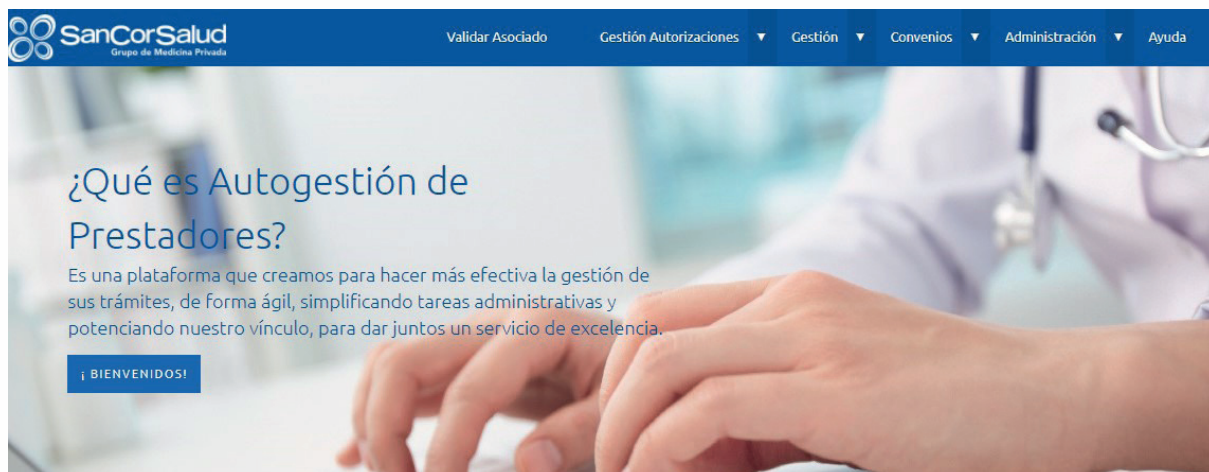 SanCorSalud
Grupo de Medicina Privada
Validar Asociado Gestión Autorizaciones ▼ Gestión ▼ Convenios ▼ Administración ▼ Ayuda
¿Qué es Autogestión de
Prestadores?
Es una plataforma que creamos para hacer más efectiva la gestión de
sus trámites, de forma ágil, simplificando tareas administrativas y
potenciando nuestro vínculo, para dar juntos un servicio de excelencia.
¡ BIENVENIDOS!